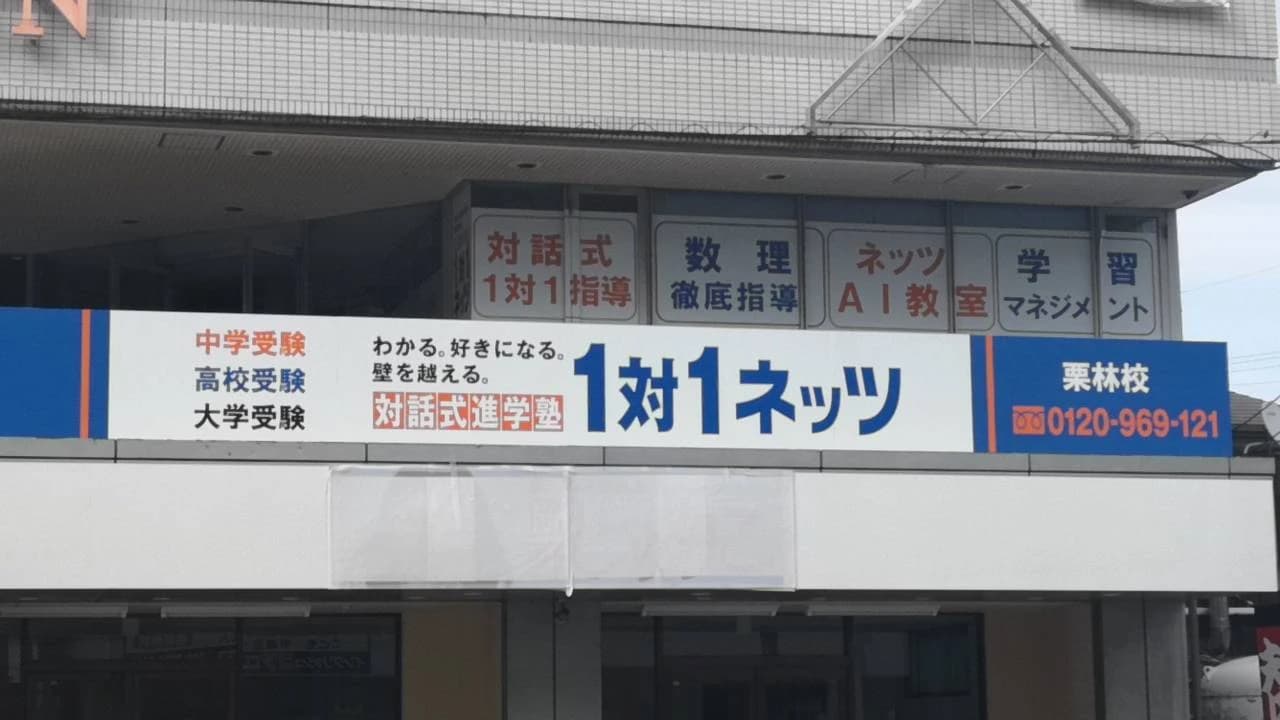 N
対話式
1対1指導
数理
徹底指導
ネッツ
AI教室
学習
マネジメント
中学受験
高校受験
大学受験
わかる。好きになる。
壁を越える。
対話式進学塾
1対1ネッツ
栗林校
0120-969-121